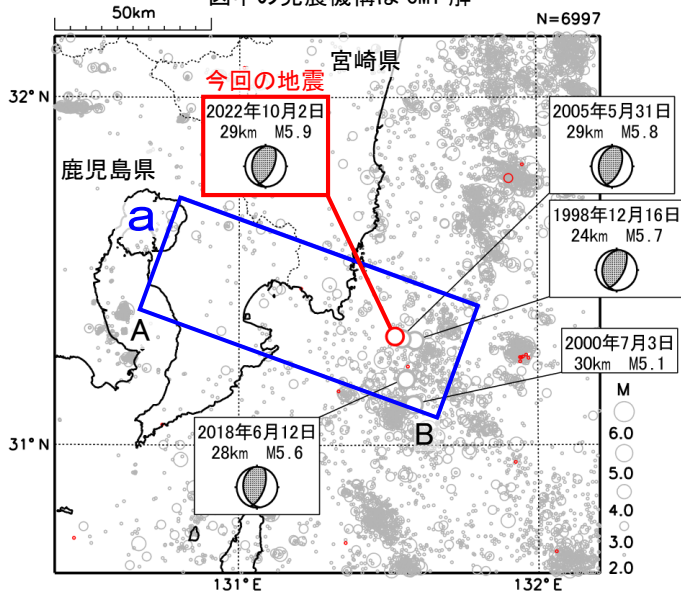 図中の発震機構は CMT 解
50km
N=6997
宮崎県
今回の地震
32°N
2022年10月2日
29km M5.9
2005年5月31日
29km M5.8
鹿児島県
1998年12月16日
24km M5.7
a
A
2000年7月3日
30km M5.1
M
B
6.0
31°N
2018年6月12日
28km M5.6
5.0
4.0
3.0
2.0
131°E
132°E